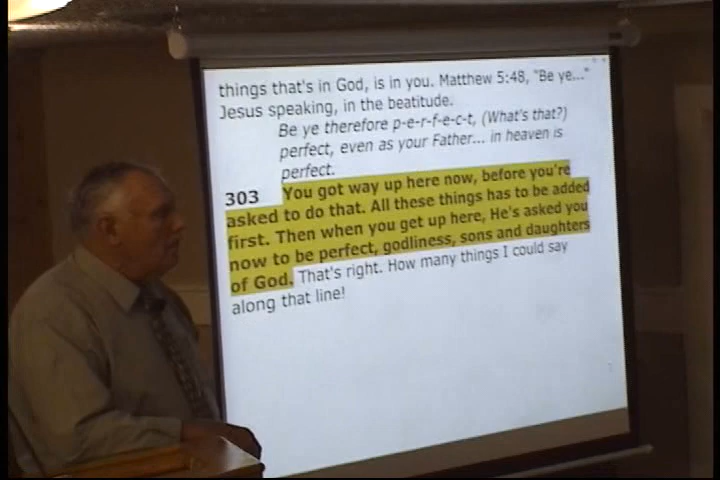 things that's in God, is in you. Matthew 5:48, "Be ye..."
Jesus speaking, in the beatitude.
Be ye therefore p-e-r-f-e-c-t, (What's that?)
perfect, even as your Father... in heaven is
perfect.
303 You got way up here now, before you're
asked to do that. All these things has to be added
first. Then when you get up here, He's asked you
now to be perfect, godliness, sons and daughters
of God. That's right. How many things I could say
along that line!